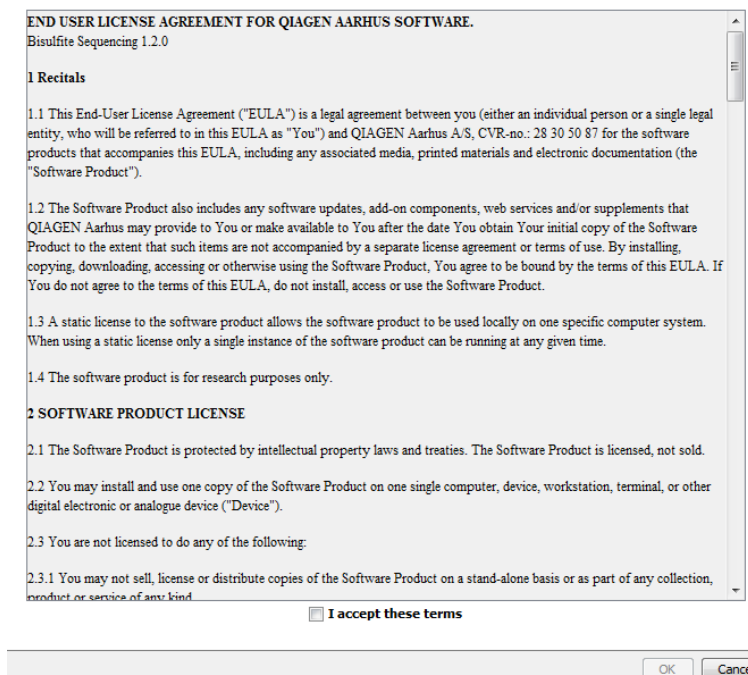 END USER LICENSE AGREEMENT FOR QIAGEN AARHUS SOFTWARE.
Bisulfite Sequencing 1.2.0
1 Recitals
1.1 This End-User License Agreement ("EULA") is a legal agreement between you (either an individual person or a single legal
entity, who will be referred to in this EULA as "You") and QIAGEN Aarhus A/S, CVR-no.: 28 30 50 87 for the software
products that accompanies this EULA, including any associated media, printed materials and electronic documentation (the
"Software Product").
1.2 The Software Product also includes any software updates, add-on components, web services and/or supplements that
QIAGEN Aarhus may provide to You or make available to You after the date You obtain Your initial copy of the Software
Product to the extent that such items are not accompanied by a separate license agreement or terms of use. By installing,
copying, downloading, accessing or otherwise using the Software Product, You agree to be bound by the terms of this EULA. If
You do not agree to the terms of this EULA, do not install, access or use the Software Product.
1.3 A static license to the software product allows the software product to be used locally on one specific computer system.
When using a static license only a single instance of the software product can be running at any given time.
1.4 The software product is for research purposes only.
2 SOFTWARE PRODUCT LICENSE
2.1 The Software Product is protected by intellectual property laws and treaties. The Software Product is licensed, not sold.
2.2 You may install and use one copy of the Software Product on one single computer, device, workstation, terminal, or other
digital electronic or analogue device ("Device").
2.3 You are not licensed to do any of the following:
2.3.1 You may not sell, license or distribute copies of the Software Product on a stand-alone basis or as part of any collection,
product or service of any kind
I accept these terms
OK Cance